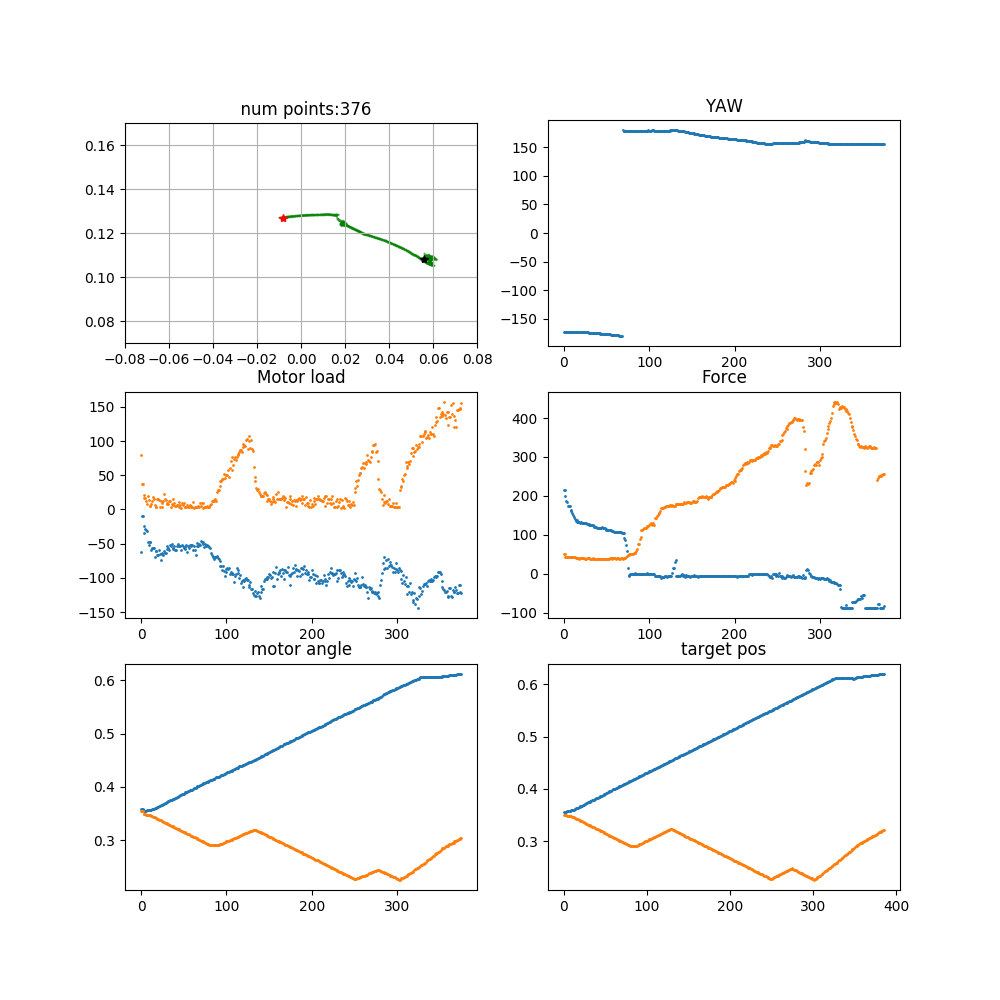 num points:376
0.16
0.14
0.12
0.10
0.08
−0.08 −0.06 −0.04 −0.02 0.00 0.02 0.04 0.06 0.08
YAW
150
100
50
0
−50
−100
−150
0 100 200 300
Motor load
150
100
50
0
−50
−100
−150
0 100 200 300
Force
400
300
200
100
0
−100
0 100 200 300
motor angle
0.6
0.5
0.4
0.3
0 100 200 300
target pos
0.6
0.5
0.4
0.3
0 100 200 300 400